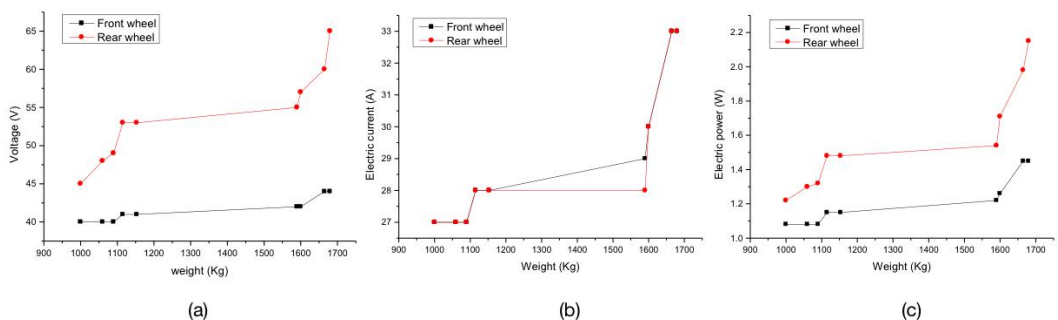 (a)
Front wheel
Rear wheel
65
60
55
50
45
40
Voltage (V)
900 1000 1100 1200 1300 1400 1500 1600 1700
weight (Kg)
(b)
Front wheel
Rear wheel
33
32
31
30
29
28
27
Electric current (A)
900 1000 1100 1200 1300 1400 1500 1600 1700
Weight (Kg)
(c)
Front wheel
Rear wheel
2.2
2.0
1.8
1.6
1.4
1.2
1.0
Electric power (W)
900 1000 1100 1200 1300 1400 1500 1600 1700
Weight (Kg)